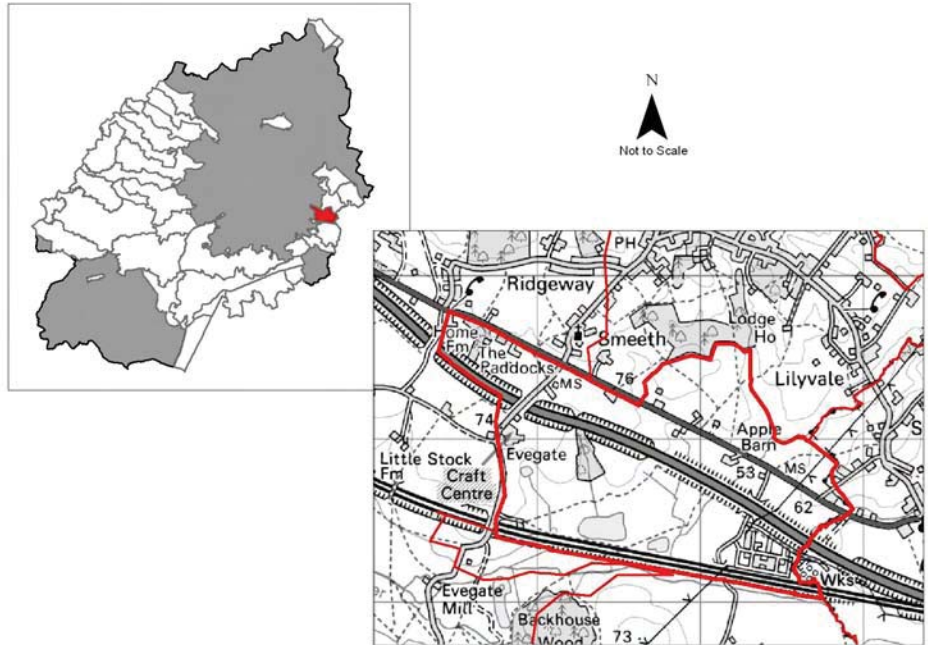 N
Not to Scale
PH
Ridgeway
Home
Fm
The
Paddocks
Smeeth
MS
76
Lodge
Ho
Lilyvale
74
Evegate
Apple
Barn
53
MS
S
Little Stock
Fm
Craft
Centre
62
Wks
Evegate
Mill
Backhouse
Wood
73